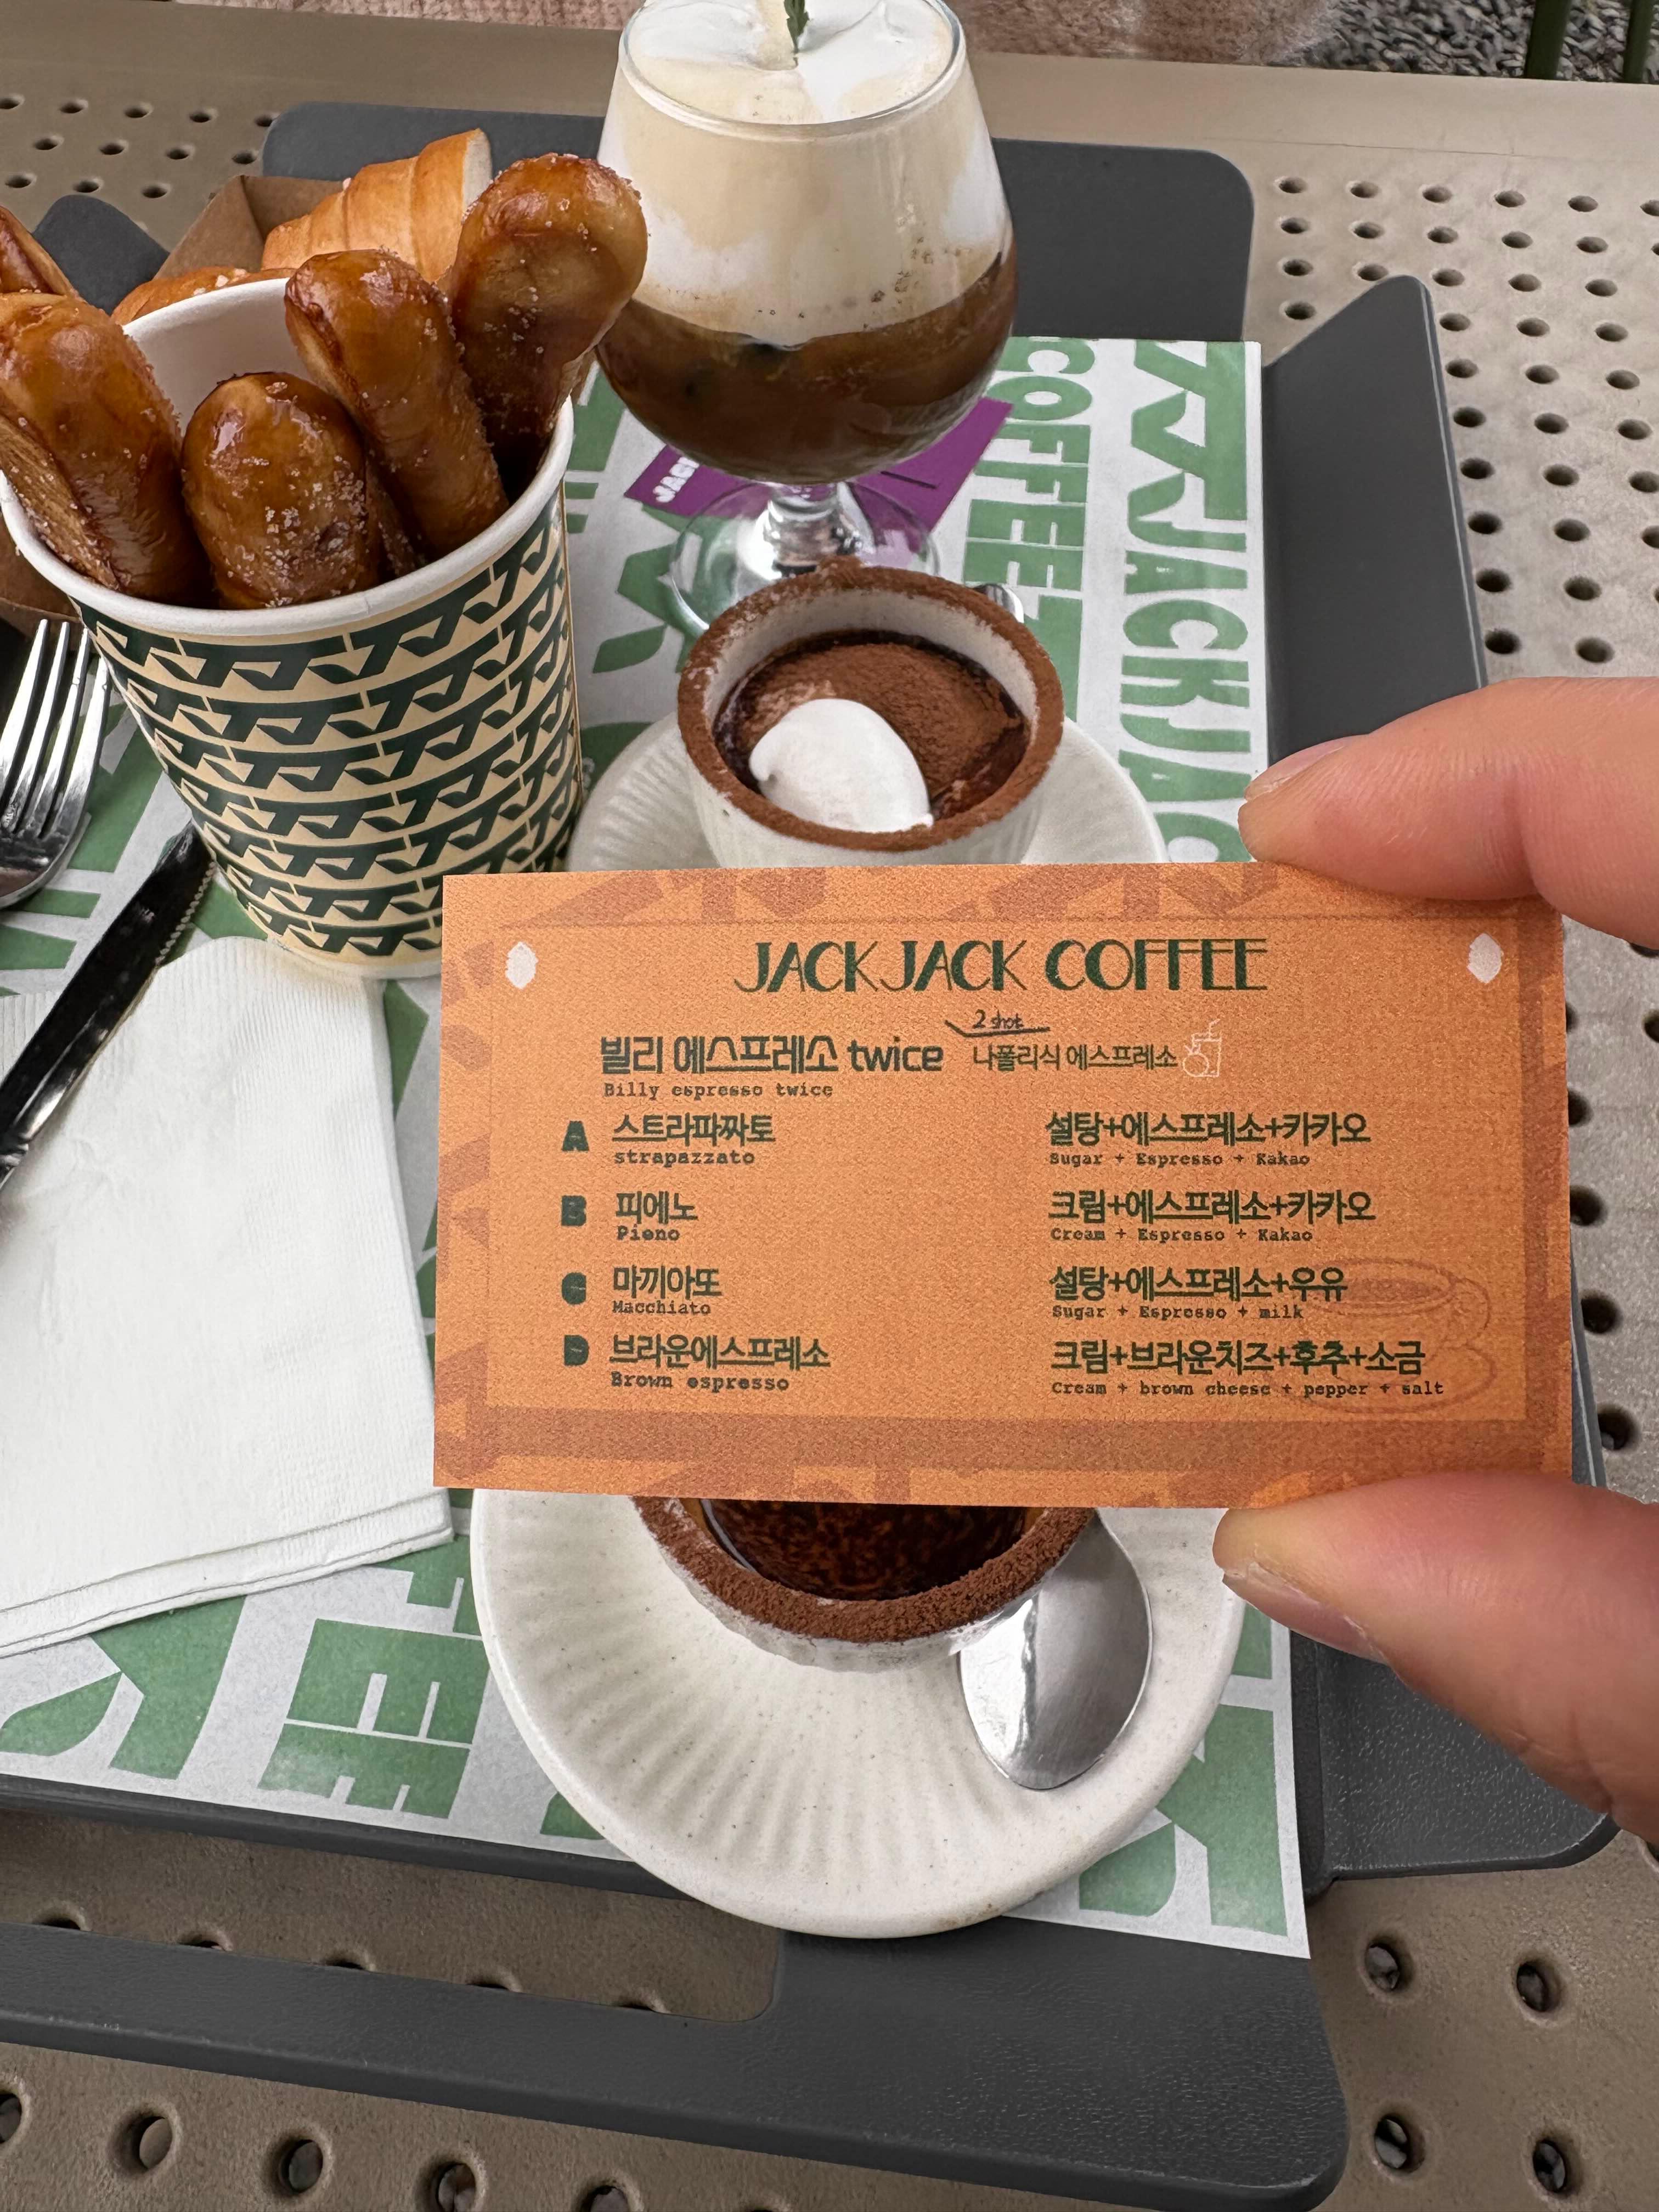 COFFEE
JACKJACK
JACK JACK COFFEE
2 shot
빌리 에스프레소 twice 나폴리식 에스프레소
Billy espresso twice
A 스트라파짜토 설탕+에스프레소+카카오
strapazzato Sugar + Espresso + Kakao
B 피에노 크림+에스프레소+카카오
Pieno Cream + Espresso + Kakao
C 마끼아또 설탕+에스프레소+우유
Macchiato Sugar + Espresso + milk
D 브라운에스프레소 크림+브라운치즈+후추+소금
Brown espresso Cream + brown cheese + pepper + salt